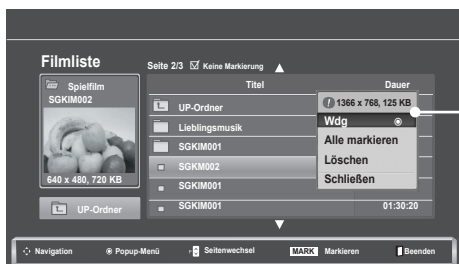 Filmliste
Seite 2/3 Keine Markierung
Spielfilm
SGKIM002
640 x 480, 720 KB
UP-Ordner
Titel
Dauer
UP-Ordner
Lieblingsmusik
SGKIM001
SGKM002
SGKIM001
SGKIM001
01:30:20
1366 x 768, 125 KB
Wdg
Alle markieren
Löschen
Schließen
Navigation
Popup-Menü
Seitenwechsel
MARK Markieren
Beenden